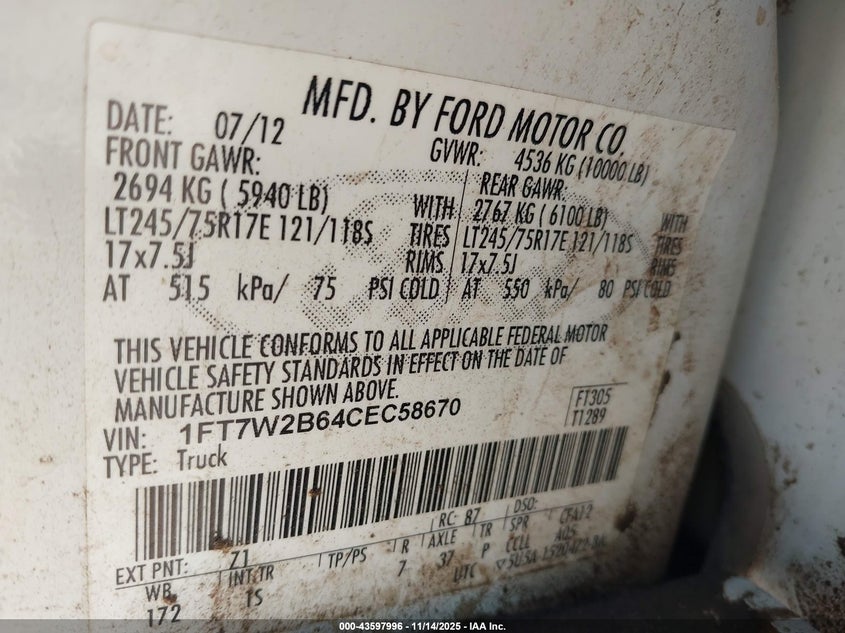 MFD. BY FORD MOTOR CO.
DATE: 07/12 GVWR: 4536 KG (10000 LB)
FRONT GAWR: REAR GAWR:
2694 KG ( 5940 LB) WITH 2767 KG ( 6100 LB) WITH
LT245/75R17E 121/118S TIRES LT245/75R17E 121/118S TIRES
17x7.5J RIMS 17x7.5J RIMS
AT 515 kPa/ 75 PSI COLD AT 550 kPa/ 80 PSI COLD
THIS VEHICLE CONFORMS TO ALL APPLICABLE FEDERAL MOTOR
VEHICLE SAFETY STANDARDS IN EFFECT ON THE DATE OF
MANUFACTURE SHOWN ABOVE.
VIN: 1FT7W2B64CEC58670
TYPE: Truck
FT305
T1289
EXT PNT: Z1 RC: 87 DSO:
WB INT TR TP/PS R AXLE TR SPR
172 1S 7 37 P CCLL
UTC
000-43597996 - 11/14/2025 - IAA Inc.